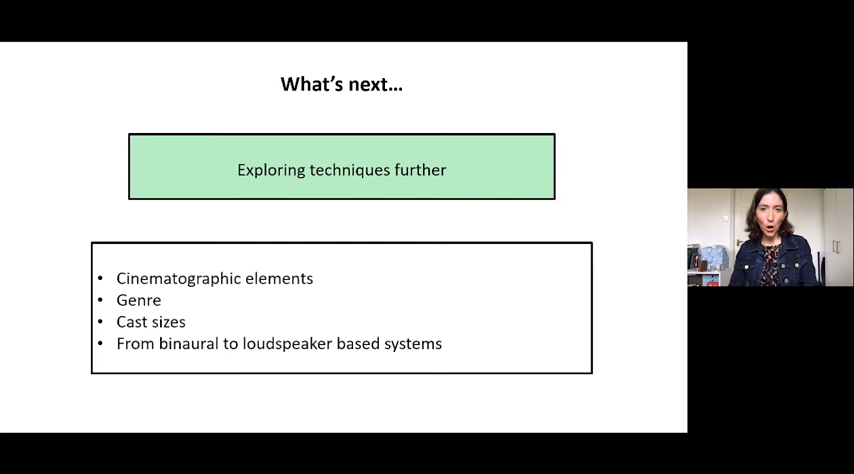 What's next...
Exploring techniques further
• Cinematographic elements
• Genre
• Cast sizes
• From binaural to loudspeaker based systems